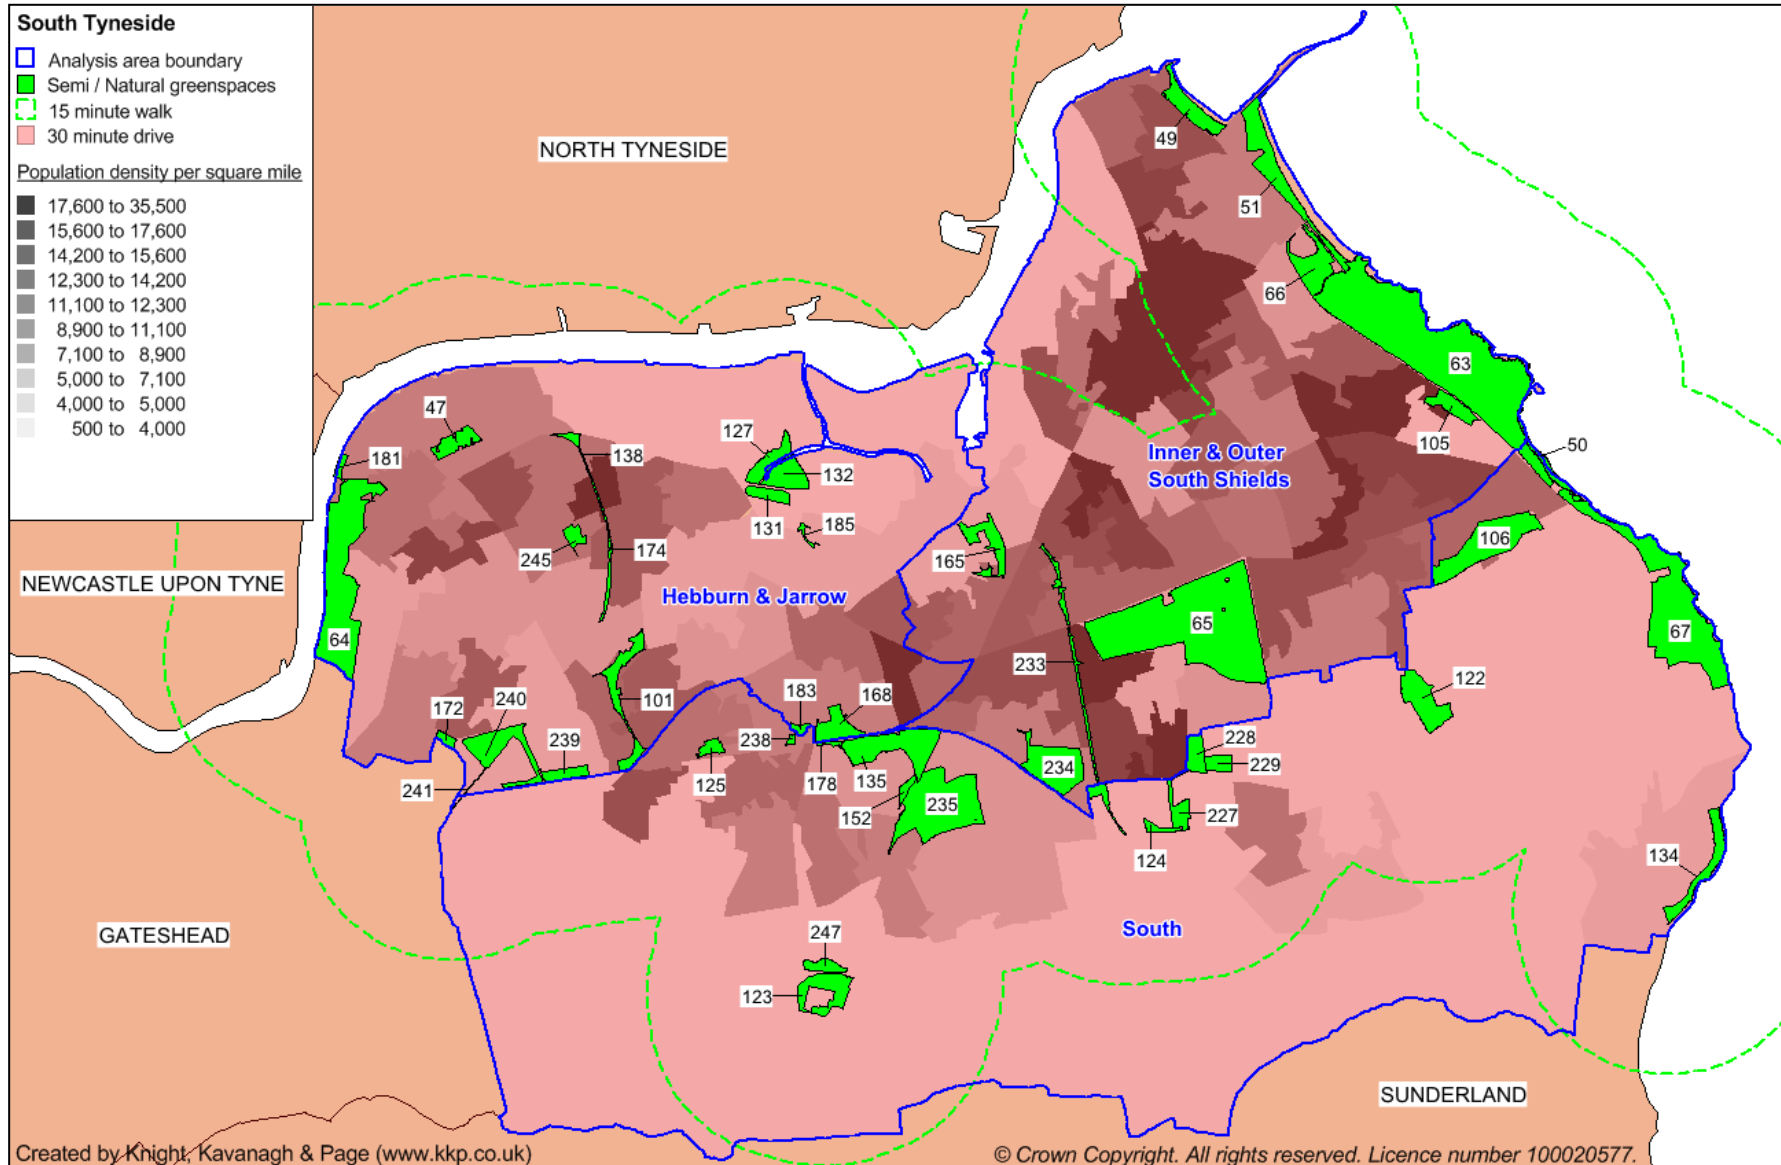 South Tyneside
Analysis area boundary
Semi / Natural greenspaces
15 minute walk
30 minute drive
Population density per square mile
17,600 to 35,500
15,600 to 17,600
14,200 to 15,600
12,300 to 14,200
11,100 to 12,300
8,900 to 11,100
7,100 to 8,900
5,000 to 7,100
4,000 to 5,000
500 to 4,000
NORTH TYNESIDE
49
51
66
63
47
127
138
181
132
105
50
Inner & Outer
South Shields
131
185
245
174
165
106
NEWCASTLE UPON TYNE
Hebburn & Jarrow
64
65
67
233
122
183
168
240
101
172
238
239
228
229
125
178
135
234
241
152
235
227
124
134
GATESHEAD
South
247
123
SUNDERLAND
Created by Knight, Kavanagh & Page (www.kkp.co.uk)
© Crown Copyright. All rights reserved. Licence number 100020577.